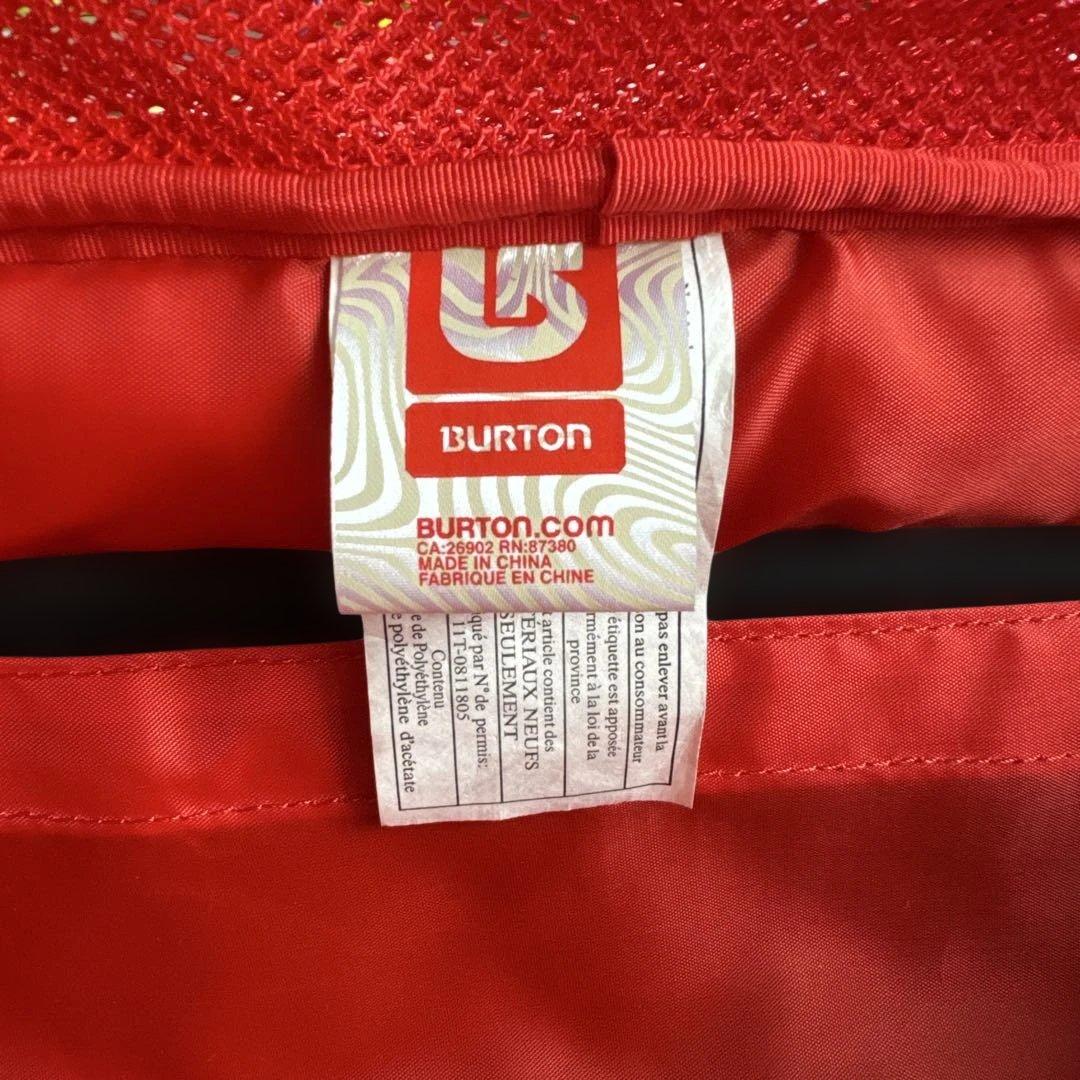 BURTON
BURTON.COM
CA:26902 RN:87380
MADE IN CHINA
FABRIQUE EN CHINE
pas enlever avant la
on au consommateur
étiquette est apposée
rmément à la loi de la
province
article contient des
TÉRIAUX NEUFS
SEULEMENT
qué par N° de permis:
11T-0811805
Contenu
e de Polyéthylène
e polyéthylène d'acétate